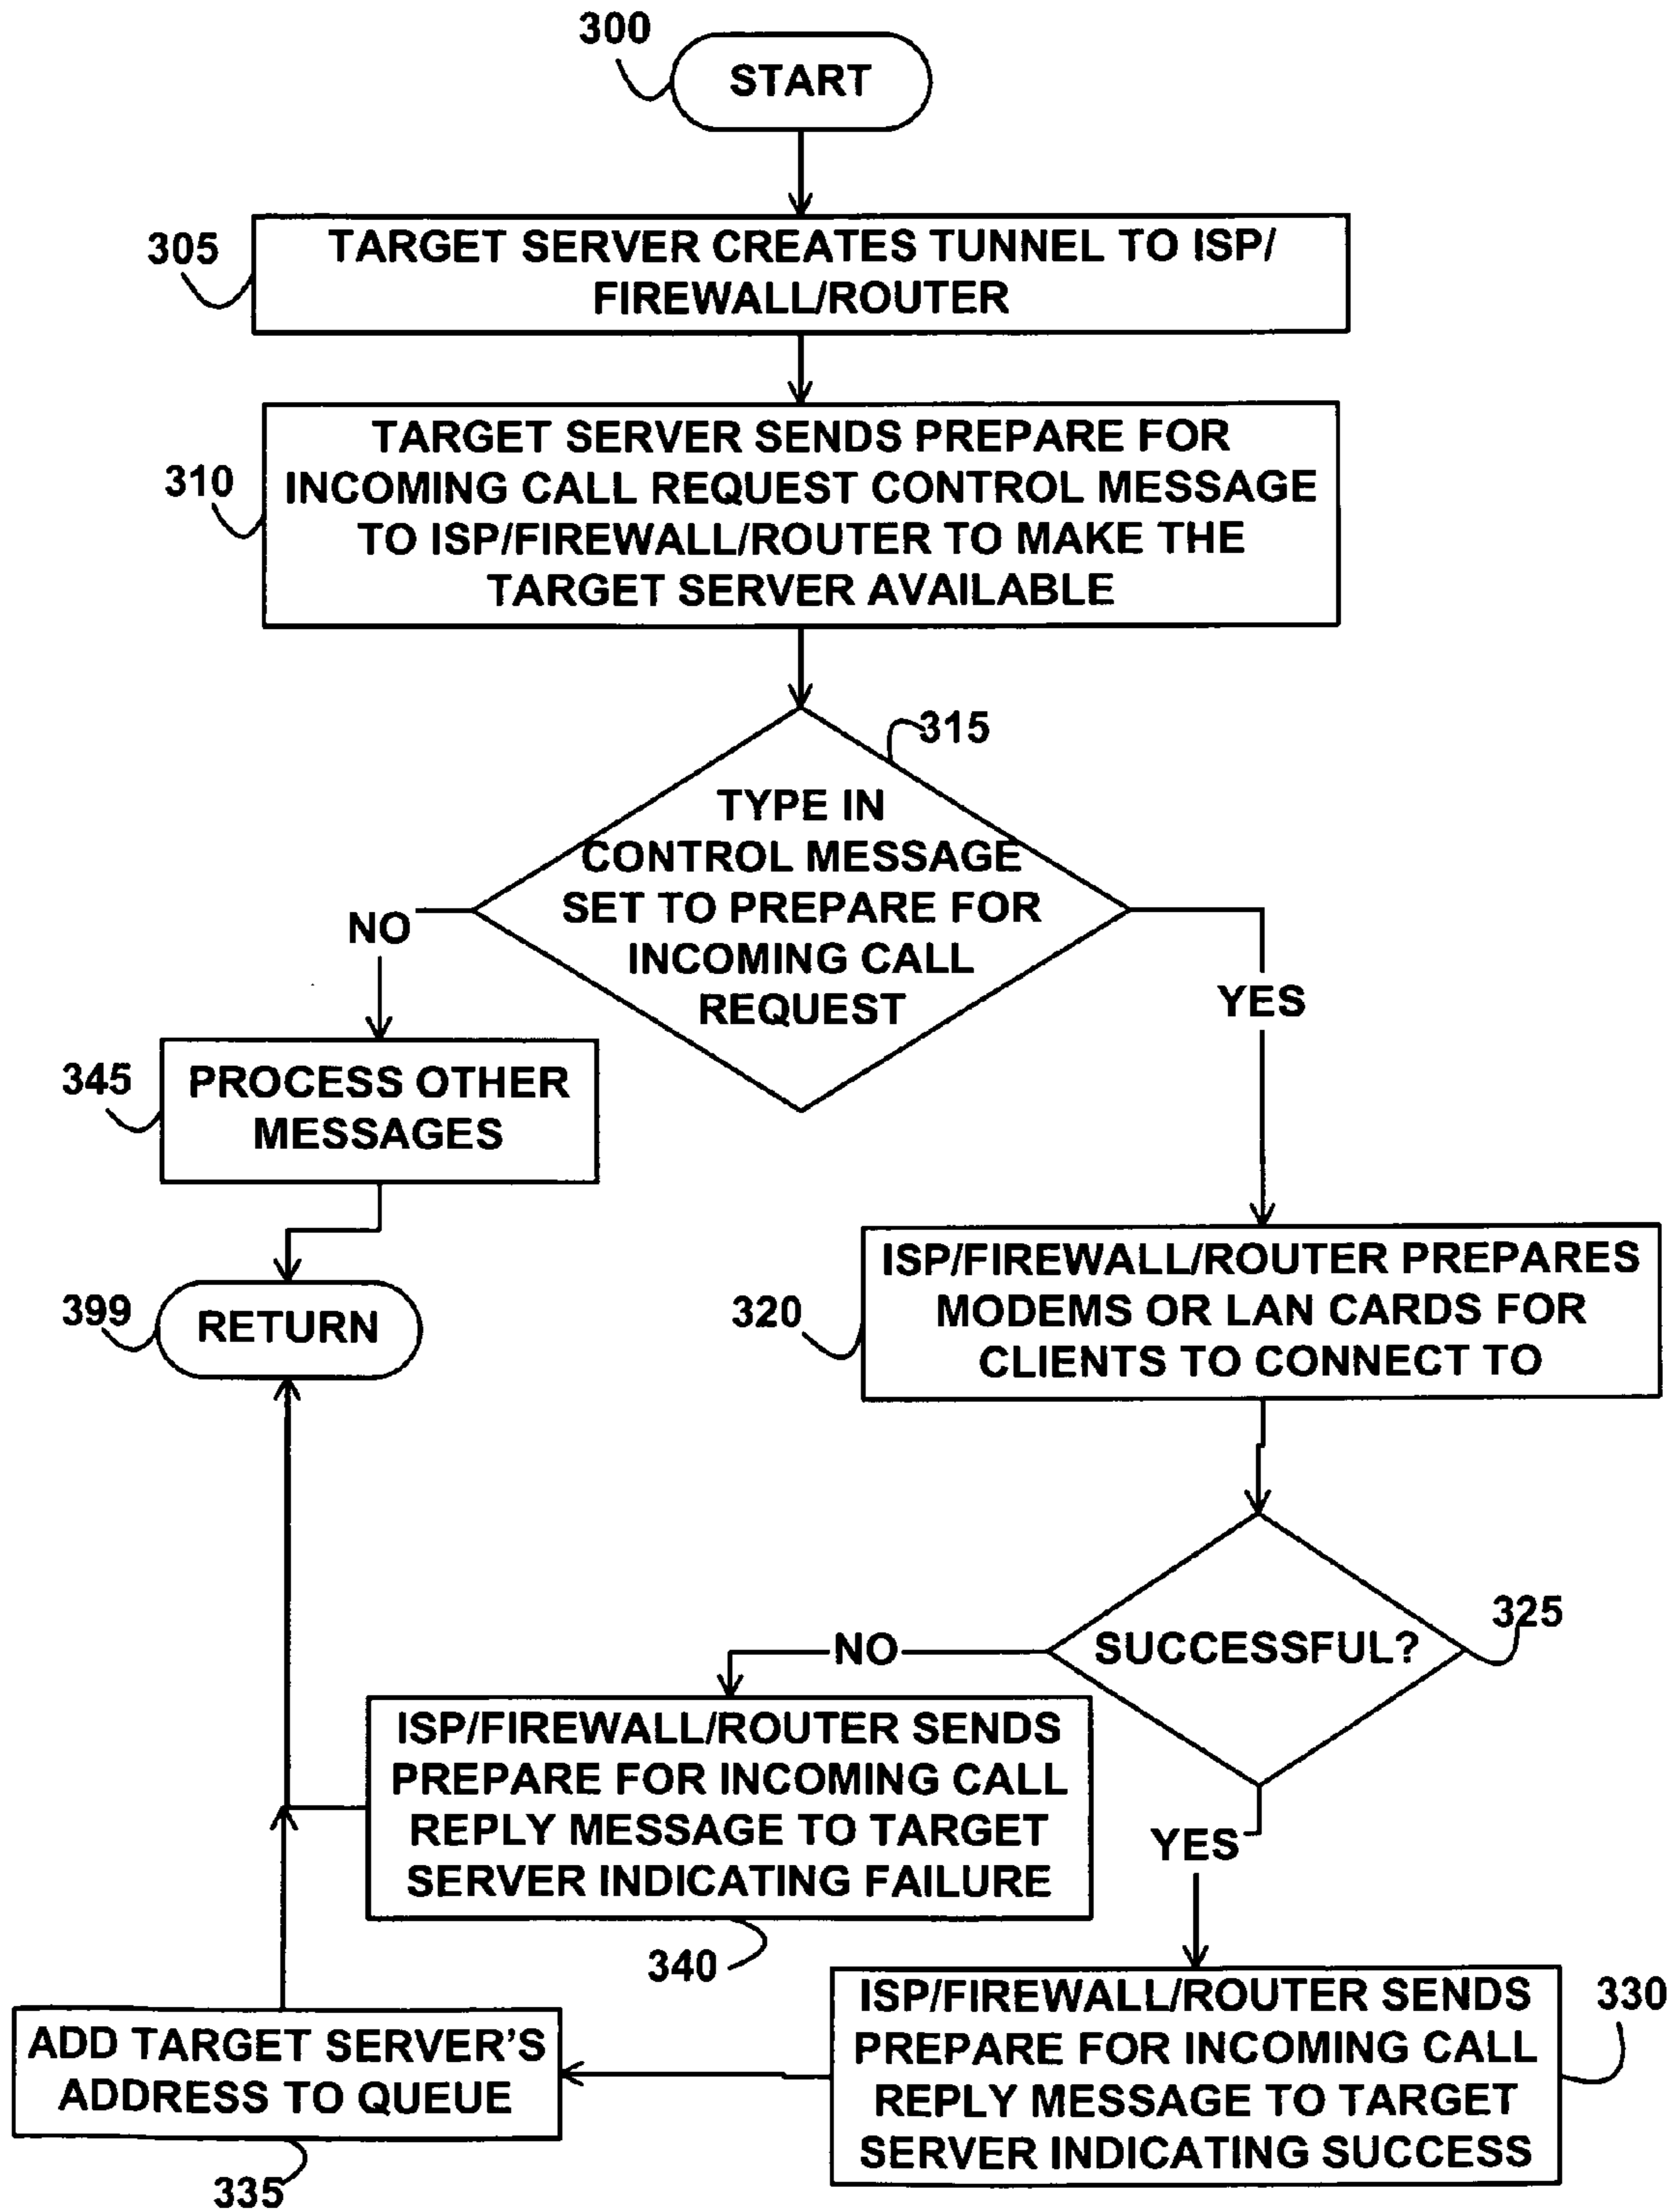 300
START
305
TARGET SERVER CREATES TUNNEL TO ISP/
FIREWALL/ROUTER
310
TARGET SERVER SENDS PREPARE FOR
INCOMING CALL REQUEST CONTROL MESSAGE
TO ISP/FIREWALL/ROUTER TO MAKE THE
TARGET SERVER AVAILABLE
315
TYPE IN
CONTROL MESSAGE
SET TO PREPARE FOR
INCOMING CALL
REQUEST
NO
YES
345
PROCESS OTHER
MESSAGES
399
RETURN
320
ISP/FIREWALL/ROUTER PREPARES
MODEMS OR LAN CARDS FOR
CLIENTS TO CONNECT TO
325
SUCCESSFUL?
NO
ISP/FIREWALL/ROUTER SENDS
PREPARE FOR INCOMING CALL
REPLY MESSAGE TO TARGET
SERVER INDICATING FAILURE
340
YES
330
ISP/FIREWALL/ROUTER SENDS
PREPARE FOR INCOMING CALL
REPLY MESSAGE TO TARGET
SERVER INDICATING SUCCESS
ADD TARGET SERVER'S
ADDRESS TO QUEUE
335